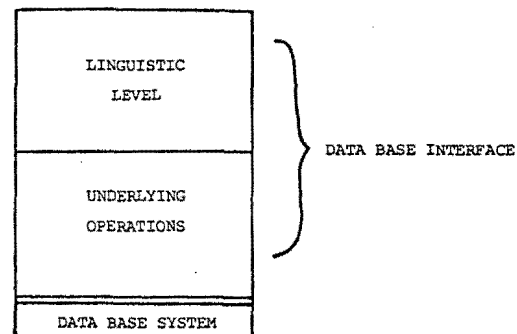 LINGUISTIC
LEVEL
DATA BASE INTERFACE
UNDERLYING
OPERATIONS
DATA BASE SYSTEM